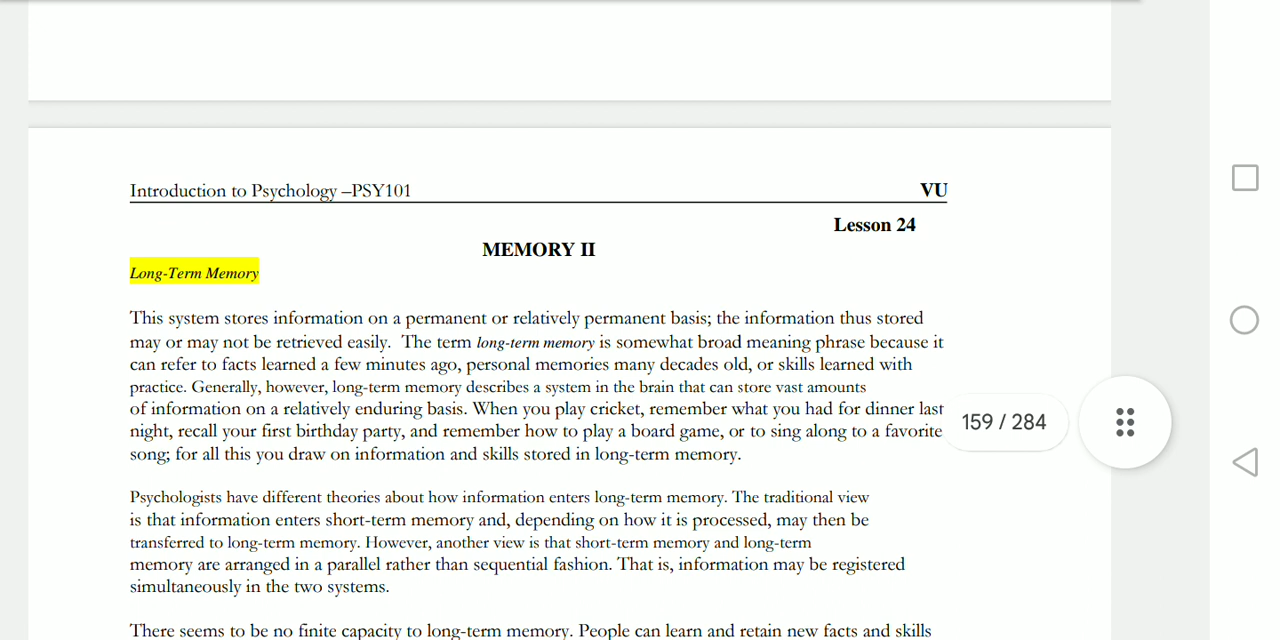 Introduction to Psychology –PSY101 VU
Lesson 24
MEMORY II
Long-Term Memory
This system stores information on a permanent or relatively permanent basis; the information thus stored
may or may not be retrieved easily.  The term long-term memory is somewhat broad meaning phrase because it
can refer to facts learned a few minutes ago, personal memories many decades old, or skills learned with
practice. Generally, however, long-term memory describes a system in the brain that can store vast amounts
of information on a relatively enduring basis. When you play cricket, remember what you had for dinner last
night, recall your first birthday party, and remember how to play a board game, or to sing along to a favorite
song; for all this you draw on information and skills stored in long-term memory.
159 / 284
Psychologists have different theories about how information enters long-term memory. The traditional view
is that information enters short-term memory and, depending on how it is processed, may then be
transferred to long-term memory. However, another view is that short-term memory and long-term
memory are arranged in a parallel rather than sequential fashion. That is, information may be registered
simultaneously in the two systems.
There seems to be no finite capacity to long-term memory. People can learn and retain new facts and skills